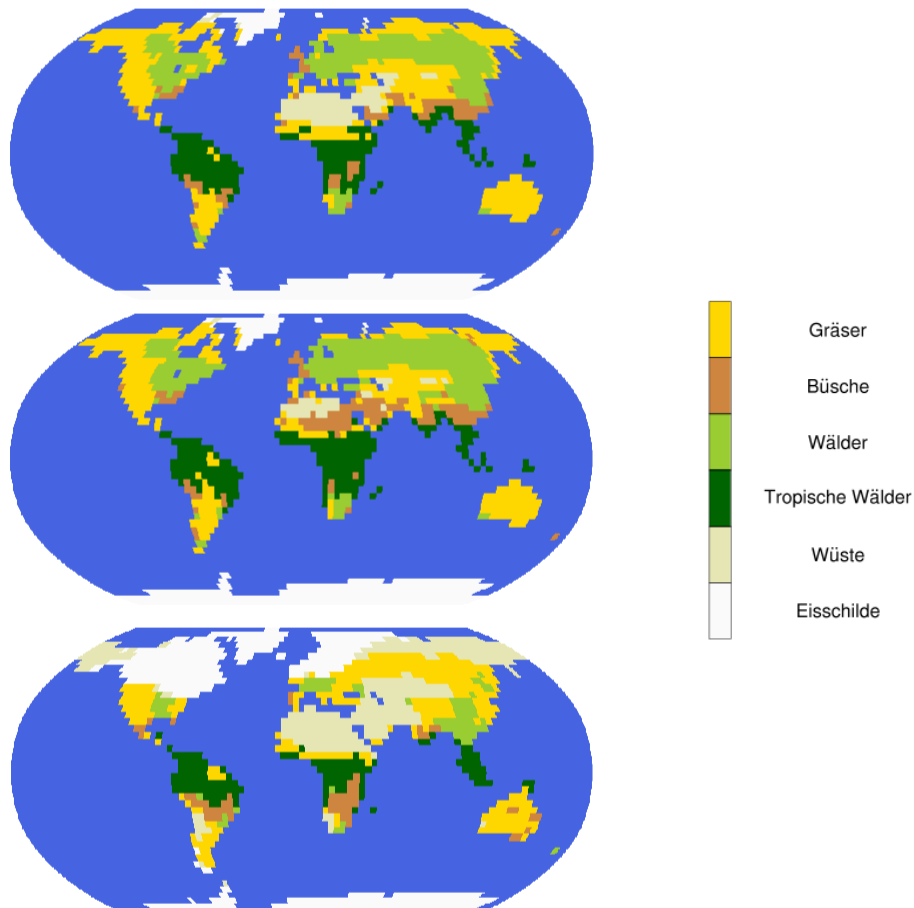 Gräser
Büsche
Wälder
Tropische Wälder
Wüste
Eisschilde